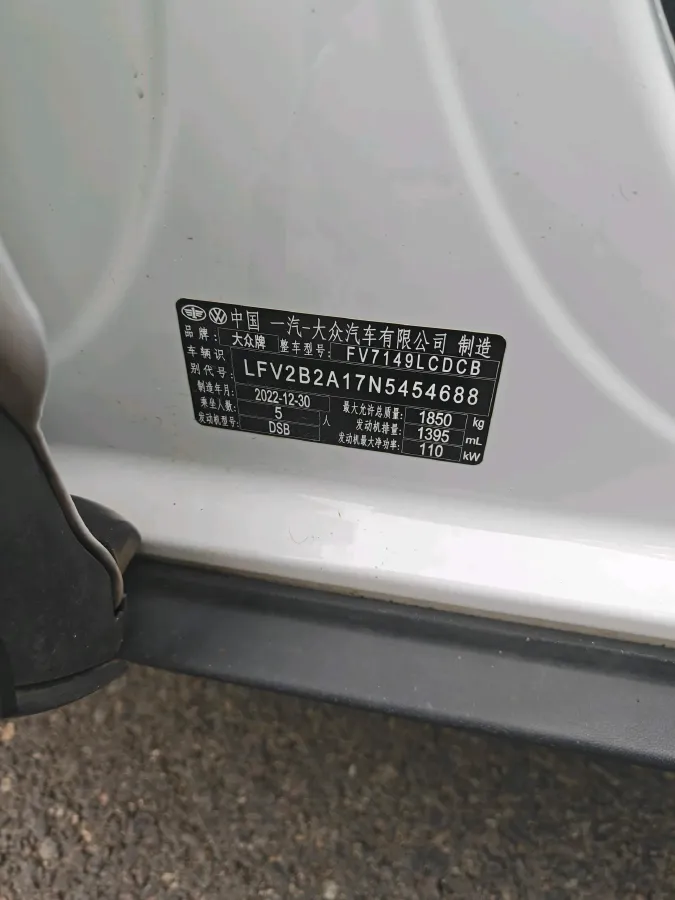 中国 一汽-大众汽车有限公司 制造
品牌: 大众牌 整车型号: FV7149LCDCB
车辆识别代号: LFV2B2A17N5454688
制造年月: 2022-12-30 最大允许总质量: 1850 kg
乘坐人数: 5 人 发动机排量: 1395 mL
发动机型号: DSB 发动机最大净功率: 110 kW